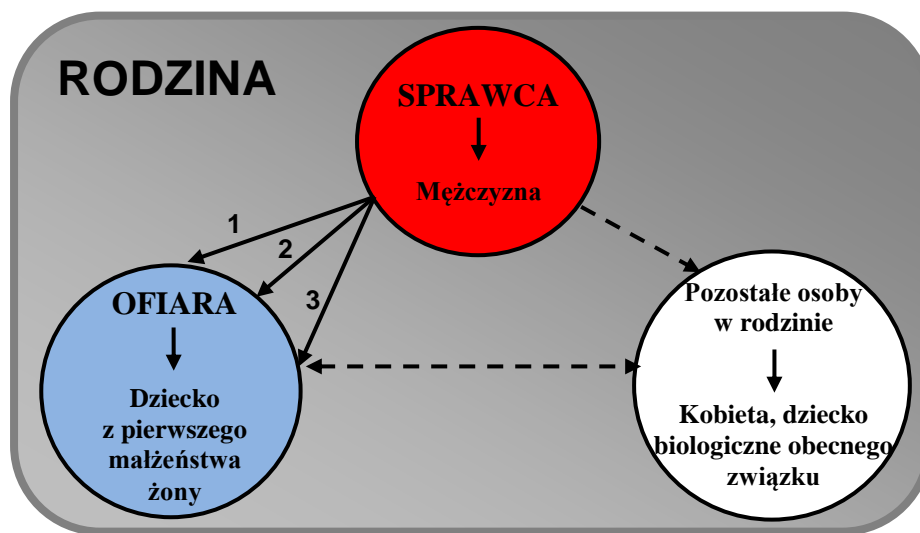 RODZINA
SPRAWCA
Mężczyzna
1
2
3
OFIARA
Dziecko
z pierwszego
małżeństwa
żony
Pozostałe osoby
w rodzinie
Kobieta, dziecko
biologiczne obecnego
związku